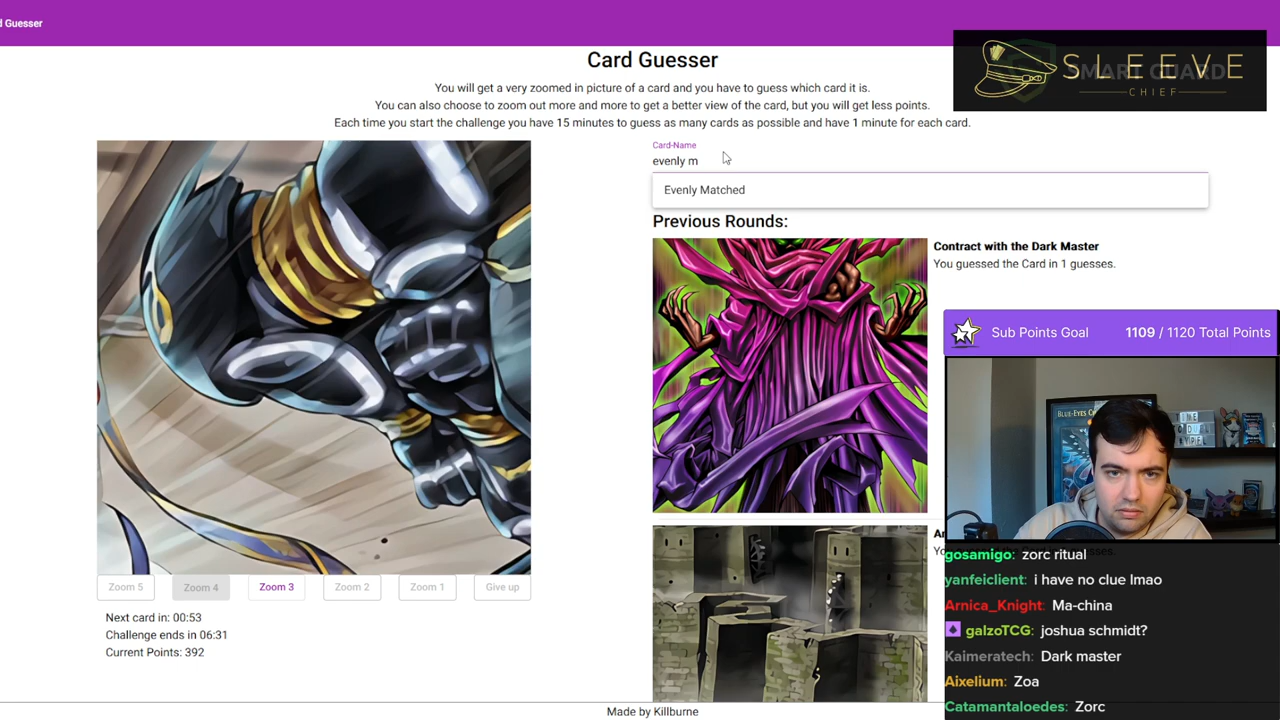 d Guesser
SLEEVE
CHIEF
Card Guesser
You will get a very zoomed in picture of a card and you have to guess which card it is.
You can also choose to zoom out more and more to get a better view of the card, but you will get less points.
Each time you start the challenge you have 15 minutes to guess as many cards as possible and have 1 minute for each card.
Card-Name
evenly m
Evenly Matched
Previous Rounds:
Contract with the Dark Master
You guessed the Card in 1 guesses.
Sub Points Goal 1109 / 1120 Total Points
BLUE-EYES
gosamigo: zorc ritual
yanfeiclient: i have no clue lmao
Arnica_Knight: Ma-china
galzoTCG: joshua schmidt?
Kaimeratech: Dark master
Aixelium: Zoa
Catamantaloedes: Zorc
Zoom 5 Zoom 4 Zoom 3 Zoom 2 Zoom 1 Give up
Next card in: 00:53
Challenge ends in 06:31
Current Points: 392
Made by Killburne